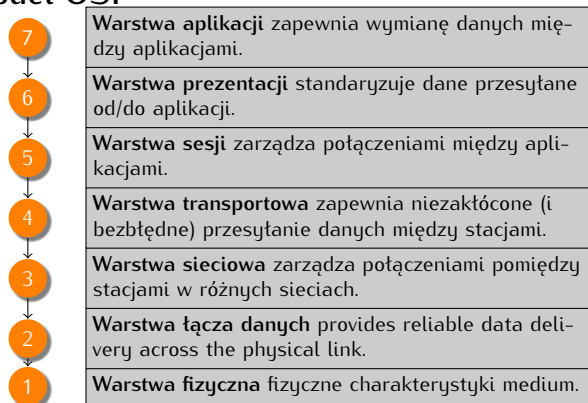 7
Warstwa aplikacji zapewnia wymianę danych mię-
dzy aplikacjami.
6
Warstwa prezentacji standaryzuje dane przesyłane
od/do aplikacji.
5
Warstwa sesji zarządza połączeniami między apli-
kacjami.
4
Warstwa transportowa zapewnia niezakłócone (i
bezbłędne) przesyłanie danych między stacjami.
3
Warstwa sieciowa zarządza połączeniami pomiędzy
stacjami w różnych sieciach.
2
Warstwa łącza danych provides reliable data deli-
very across the physical link.
1
Warstwa fizyczna fizyczne charakterystyki medium.